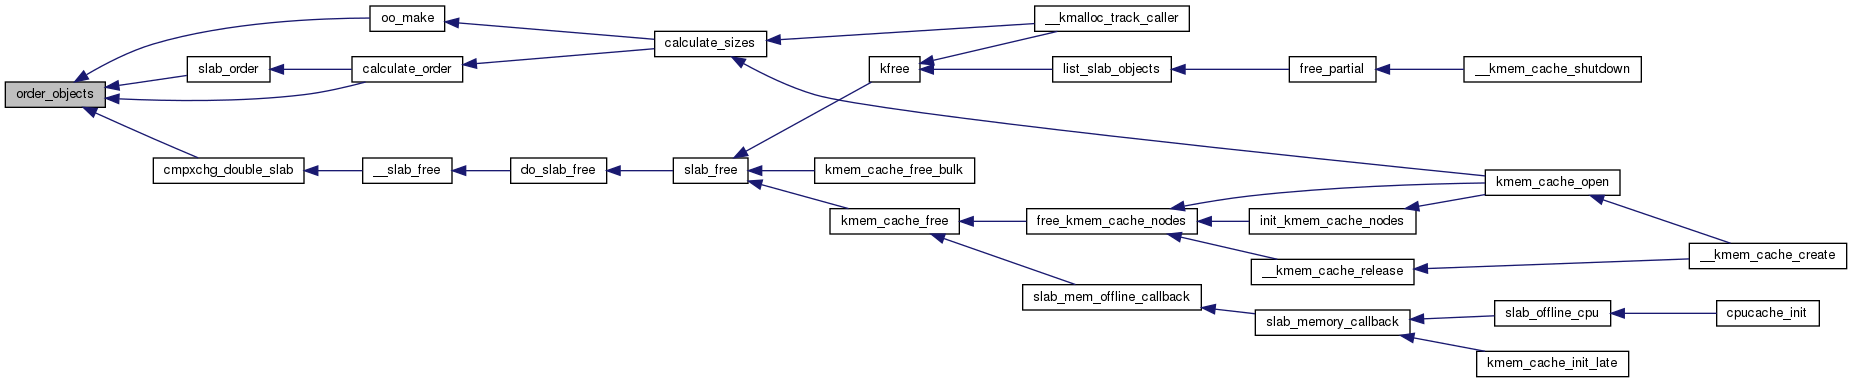 order_objects
oo_make
slab_order
calculate_order
cmpxchg_double_slab
__slab_free
do_slab_free
calculate_sizes
slab_free
kfree
kmem_cache_free_bulk
kmem_cache_free
__kmalloc_track_caller
list_slab_objects
free_partial
__kmem_cache_shutdown
free_kmem_cache_nodes
init_kmem_cache_nodes
__kmem_cache_release
kmem_cache_open
__kmem_cache_create
slab_mem_offline_callback
slab_memory_callback
slab_offline_cpu
cpucache_init
kmem_cache_init_late